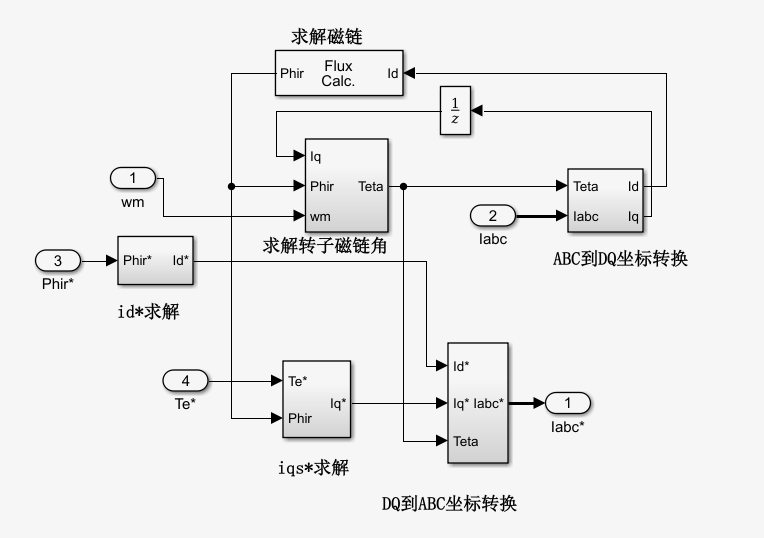 求解磁链
Phir
Flux
Calc.
Id
1
z
Iq
Phir
Teta
wm
求解转子磁链角
1
wm
2
Iabc
Teta
Id
Iabc
Iq
ABC到DQ坐标转换
3
Phir*
Phir*
Id*
id*求解
4
Te*
Te*
Iq*
Phir
iqs*求解
Id*
Iq*
Iabc*
Teta
DQ到ABC坐标转换
1
Iabc*